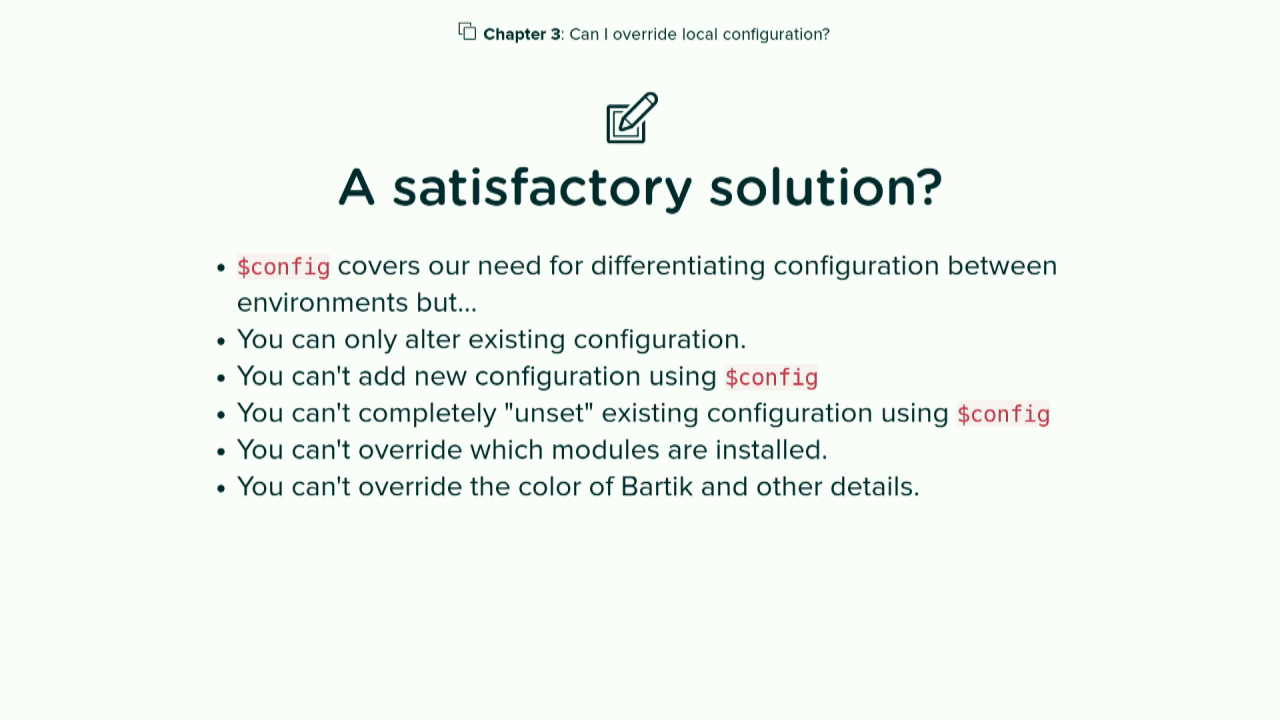 Chapter 3: Can I override local configuration?
A satisfactory solution?
• $config covers our need for differentiating configuration between
environments but...
• You can only alter existing configuration.
• You can't add new configuration using $config
• You can't completely "unset" existing configuration using $config
• You can't override which modules are installed.
• You can't override the color of Bartik and other details.